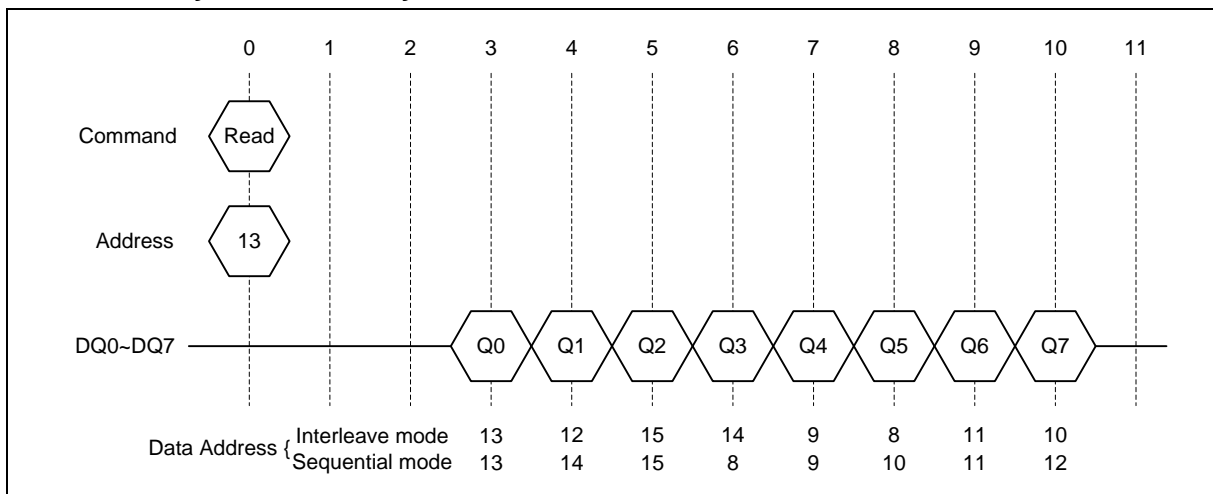 0 1 2 3 4 5 6 7 8 9 10 11
Command Read
Address 13
DQ0~DQ7 Q0 Q1 Q2 Q3 Q4 Q5 Q6 Q7
Data Address { Interleave mode 13 12 15 14 9 8 11 10
Sequential mode 13 14 15 8 9 10 11 12